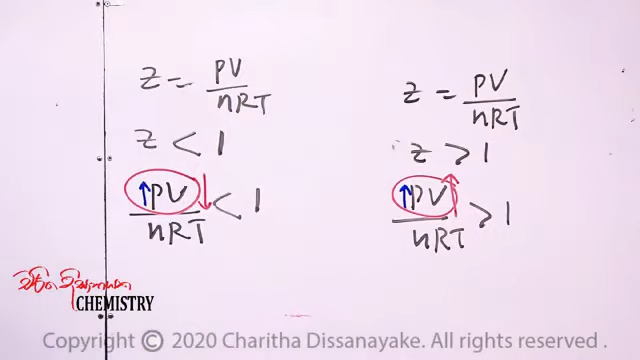 z = PV / nRT
z < 1
↑PV↓ / nRT < 1
z = PV / nRT
z > 1
↑PV↑ / nRT > 1
CHEMISTRY
Copyright © 2020 Charitha Dissanayake. All rights reserved .